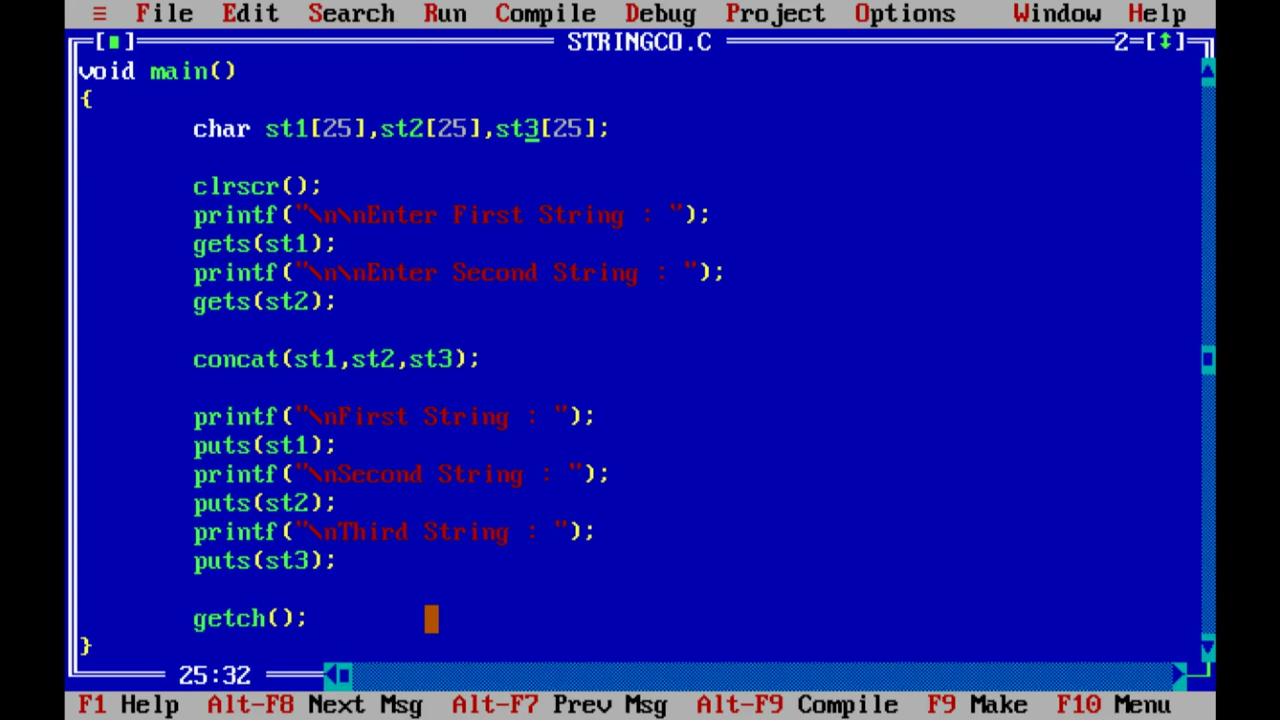 ≡ File Edit Search Run Compile Debug Project Options Window Help
[■] STRINGCO.C 2=[↕]
void main()
{
char st1[25],st2[25],st3[25];
clrscr();
printf("\n\nEnter First String : ");
gets(st1);
printf("\n\nEnter Second String : ");
gets(st2);
concat(st1,st2,st3);
printf("\nFirst String : ");
puts(st1);
printf("\nSecond String : ");
puts(st2);
printf("\nThird String : ");
puts(st3);
getch();
}
25:32
F1 Help Alt-F8 Next Msg Alt-F7 Prev Msg Alt-F9 Compile F9 Make F10 Menu